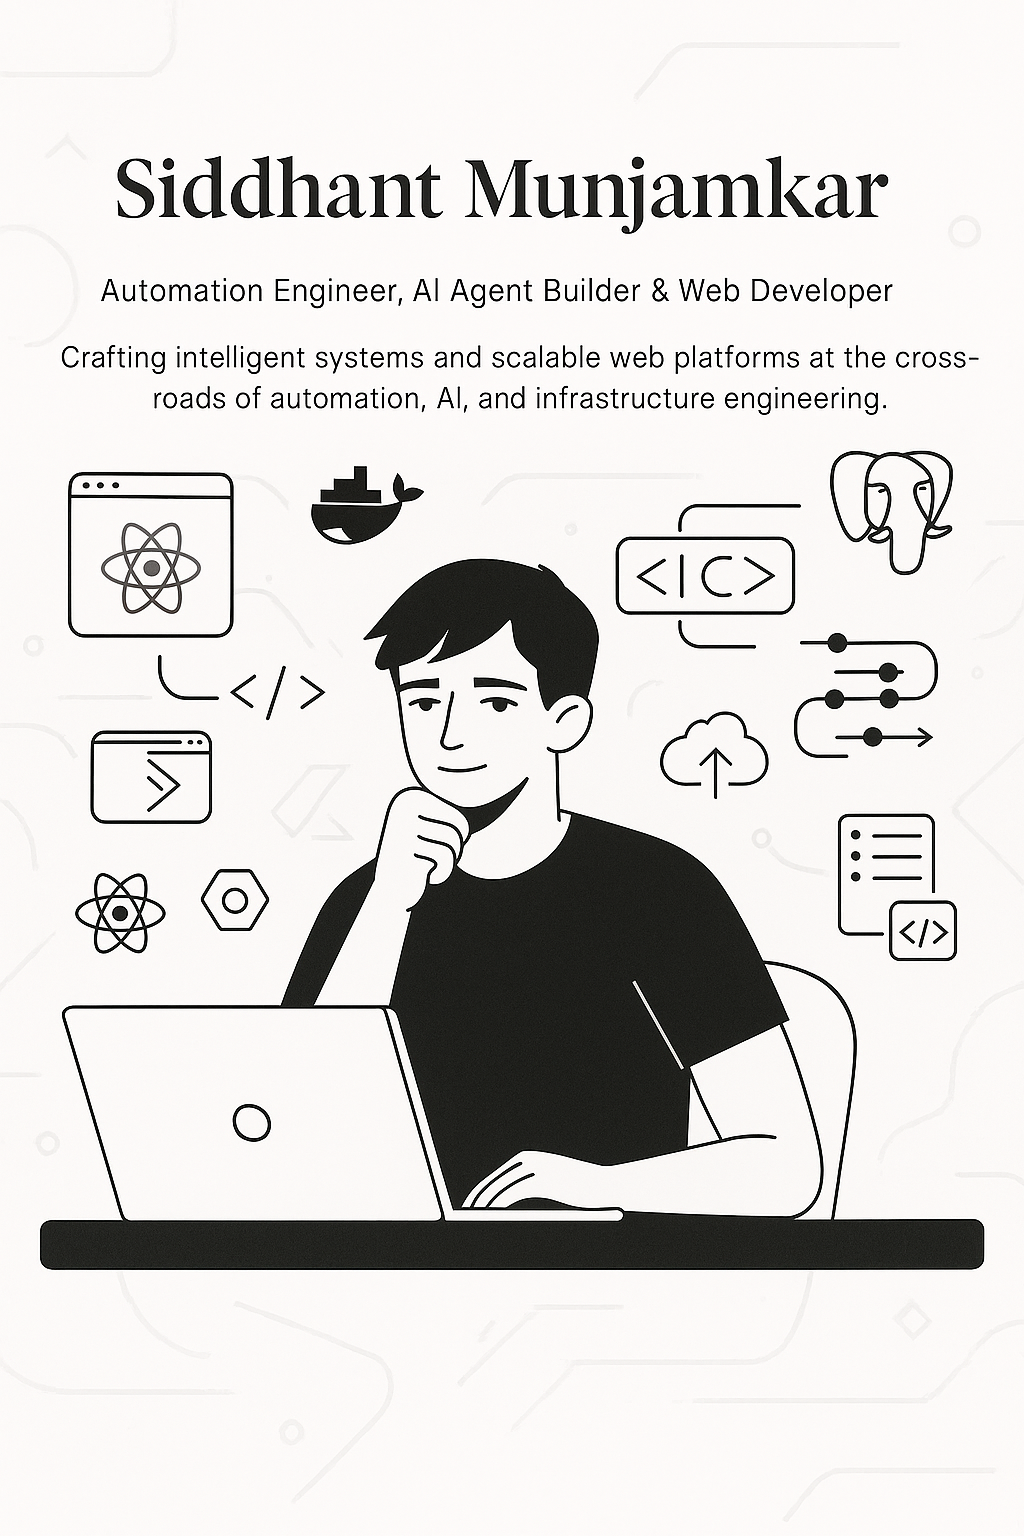 Siddhant Munjamkar
Automation Engineer, AI Agent Builder & Web Developer
Crafting intelligent systems and scalable web platforms at the cross-
roads of automation, AI, and infrastructure engineering.
<IC>
</>
</>